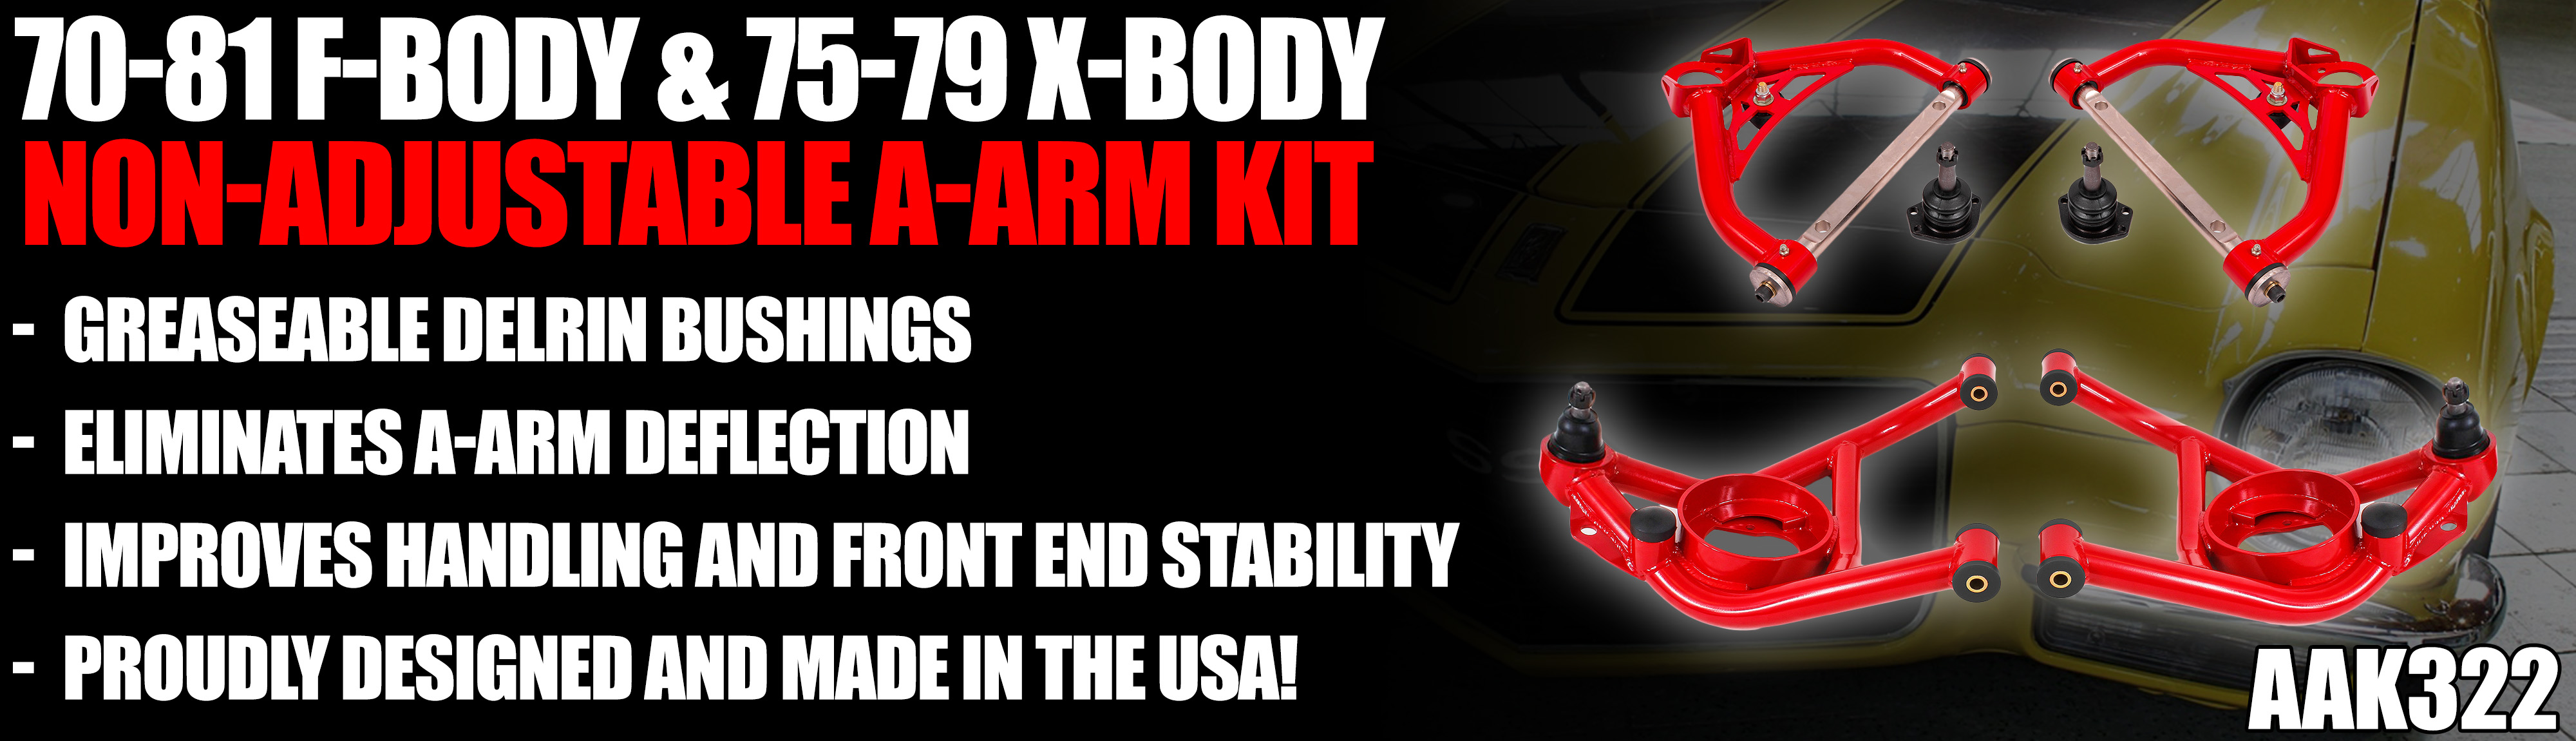 70-81 F-BODY & 75-79 X-BODY
NON-ADJUSTABLE A-ARM KIT
- GREASEABLE DELRIN BUSHINGS
- ELIMINATES A-ARM DEFLECTION
- IMPROVES HANDLING AND FRONT END STABILITY
- PROUDLY DESIGNED AND MADE IN THE USA!
AAK322